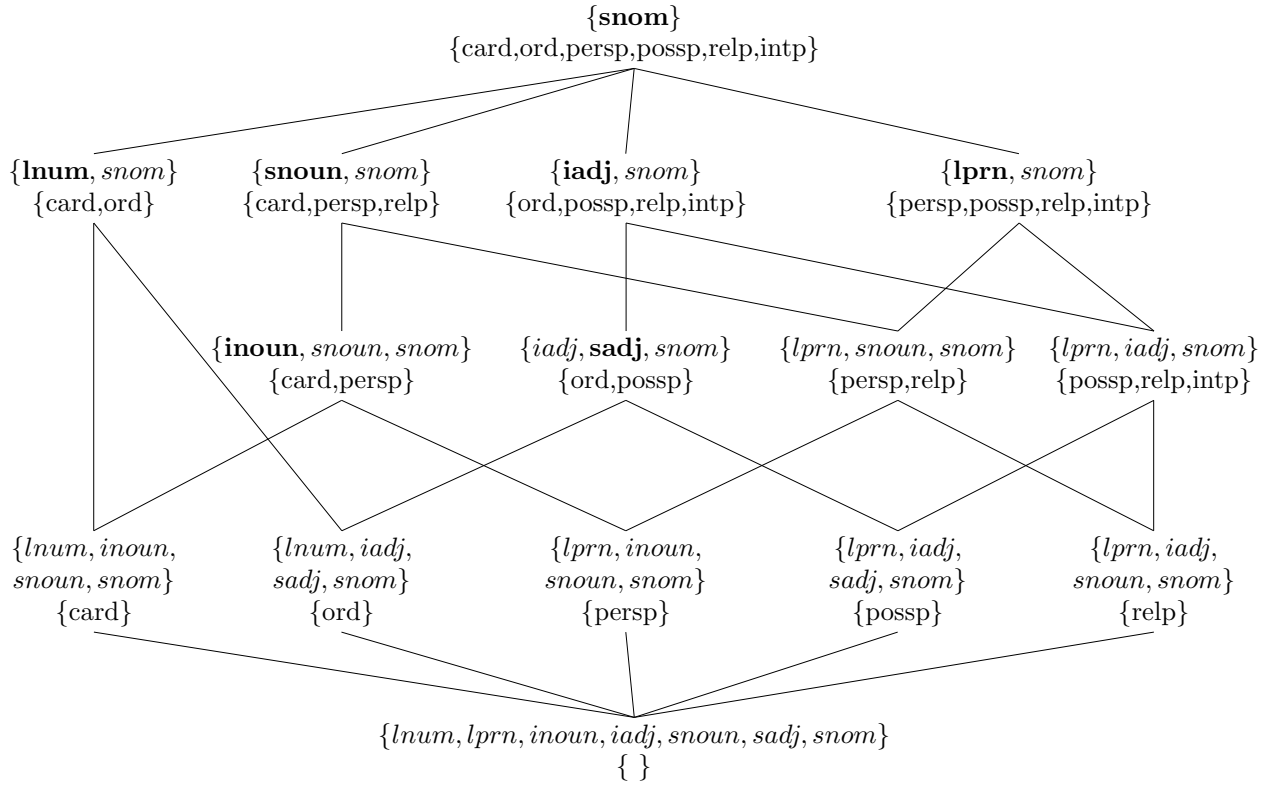 {snom}
{card,ord,persp,possp,relp,intp}
{lnum, snom}
{card,ord}
{snoun, snom}
{card,persp,relp}
{iadj, snom}
{ord,possp,relp,intp}
{lprn, snom}
{persp,possp,relp,intp}
{inoun, snoun, snom}
{card,persp}
{iadj, sadj, snom}
{ord,possp}
{lprn, snoun, snom}
{persp,relp}
{lprn, iadj, snom}
{possp,relp,intp}
{lnum, inoun,
snoun, snom}
{card}
{lnum, iadj,
sadj, snom}
{ord}
{lprn, inoun,
snoun, snom}
{persp}
{lprn, iadj,
sadj, snom}
{possp}
{lprn, iadj,
snoun, snom}
{relp}
{lnum, lprn, inoun, iadj, snoun, sadj, snom}
{ }